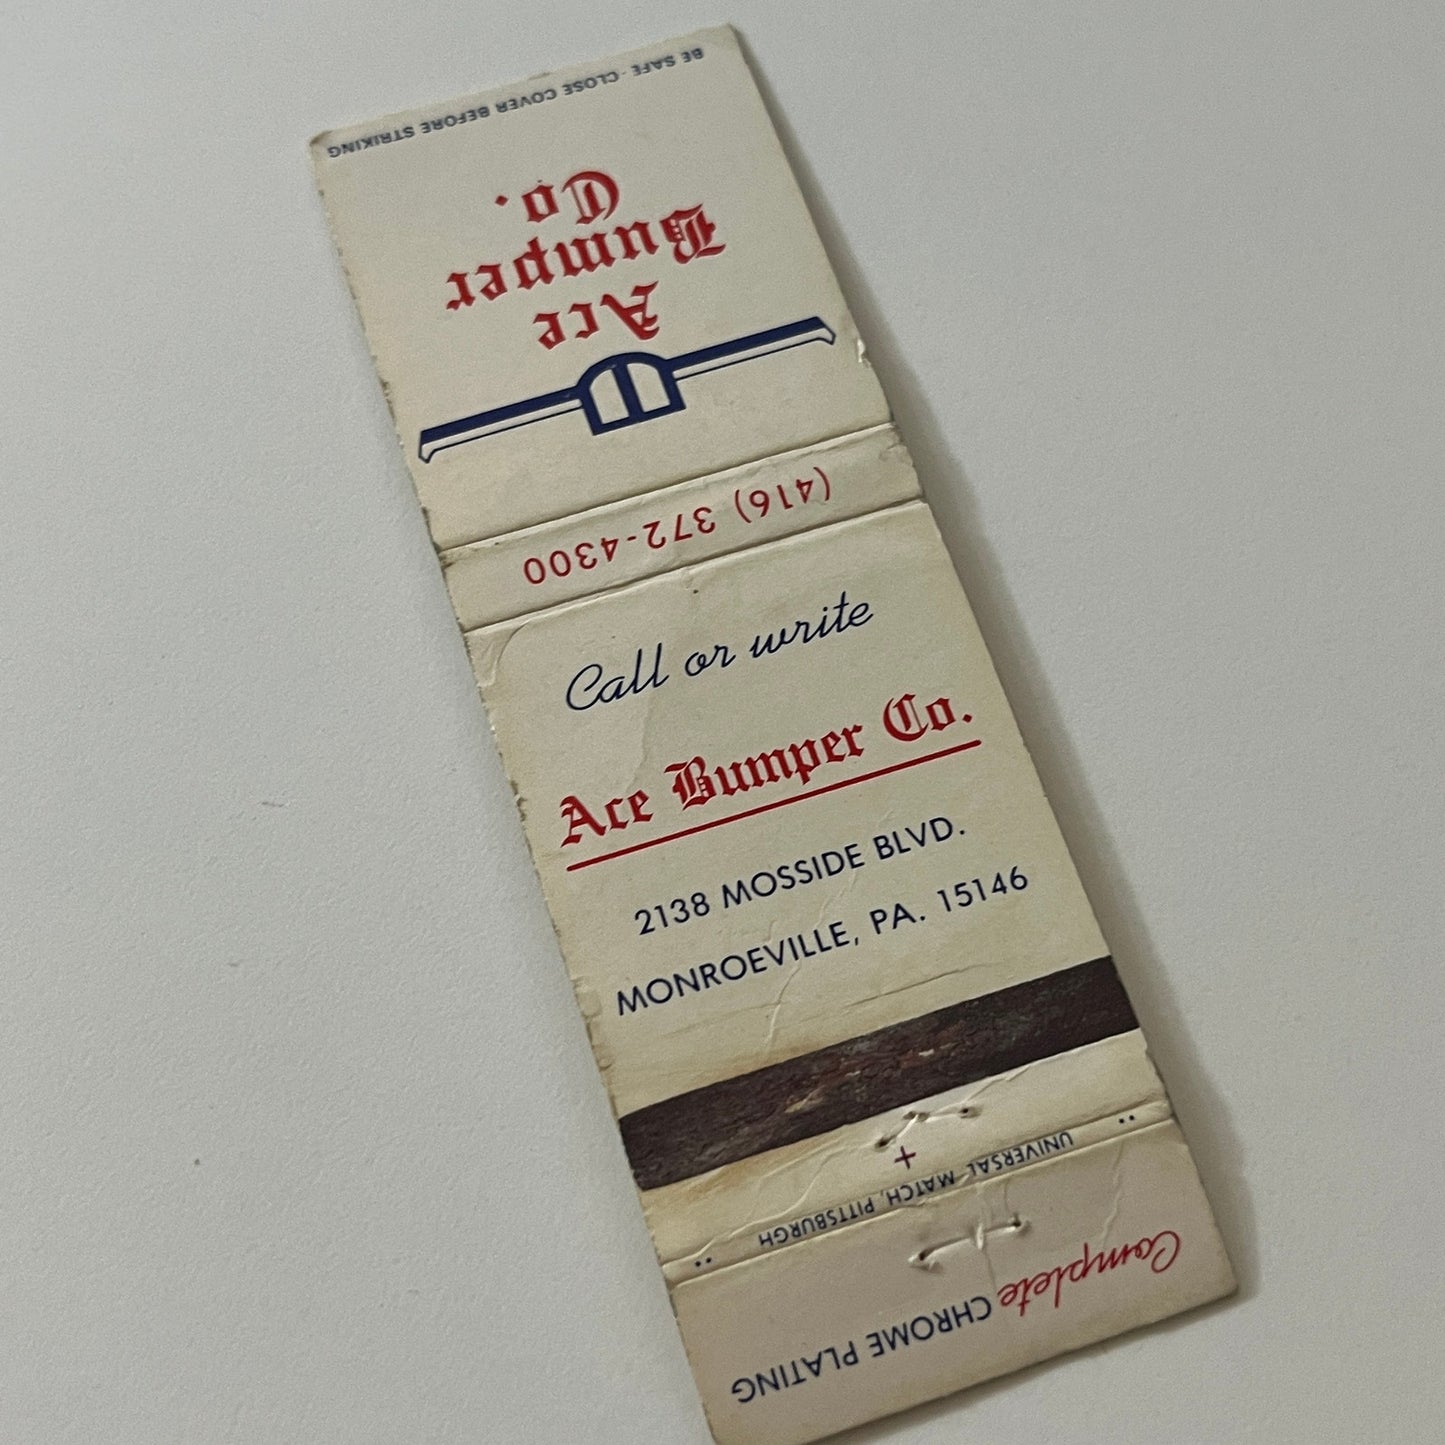 BE SAFE - CLOSE COVER BEFORE STRIKING
Ace
Bumper
Co.
(416) 372-4300
Call or write
Ace Bumper Co.
2138 MOSSIDE BLVD.
MONROEVILLE, PA. 15146
UNIVERSAL MATCH, PITTSBURGH
Complete CHROME PLATING